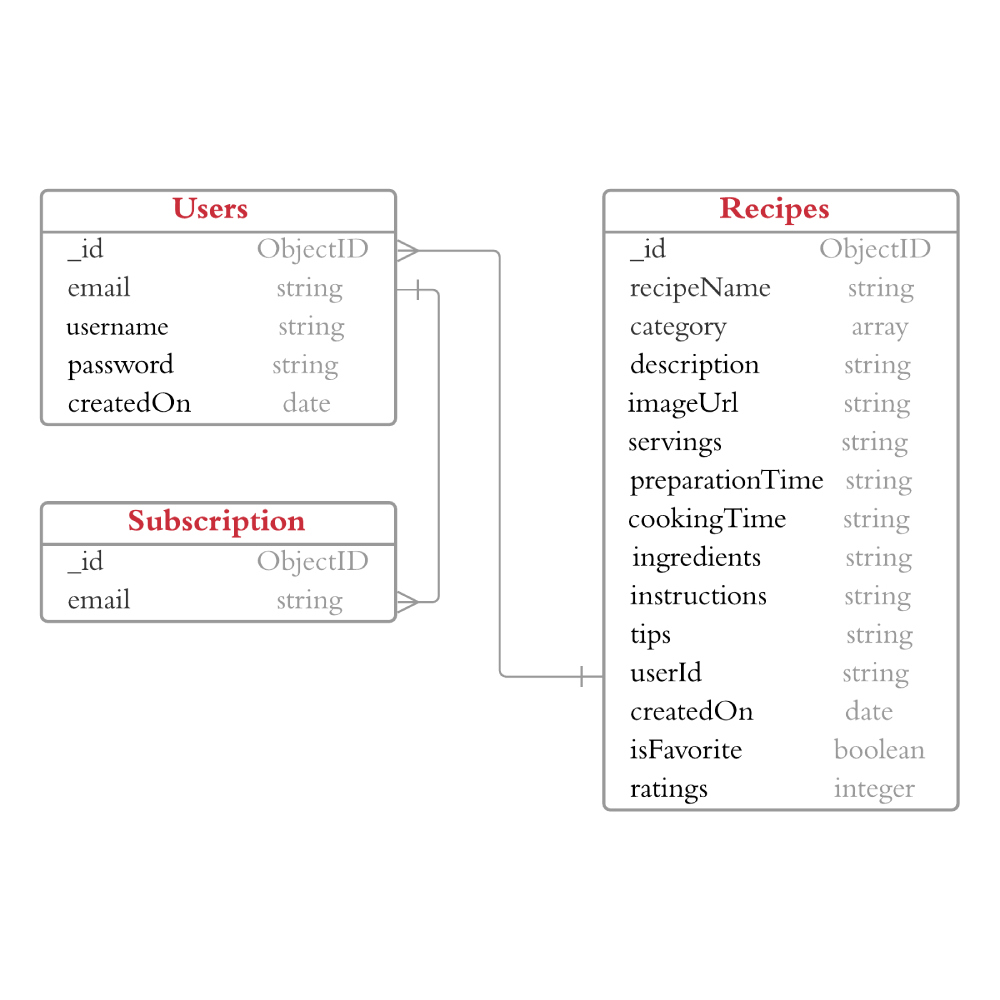 Users
_id ObjectID
email string
username string
password string
createdOn date
Subscription
_id ObjectID
email string
Recipes
_id ObjectID
recipeName string
category array
description string
imageUrl string
servings string
preparationTime string
cookingTime string
ingredients string
instructions string
tips string
userId string
createdOn date
isFavorite boolean
ratings integer